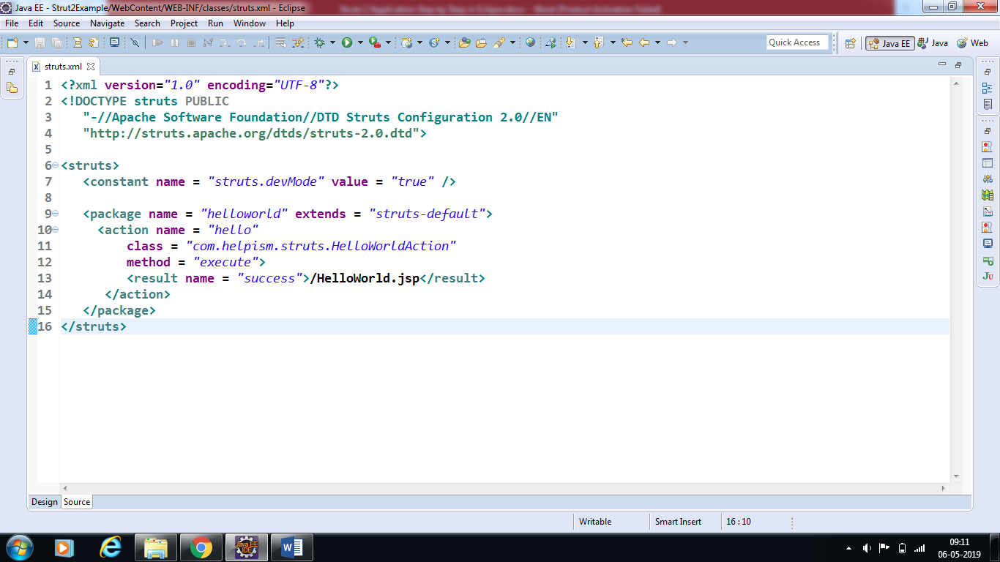 Java EE - Strut2Example/WebContent/WEB-INF/classes/struts.xml - Eclipse
File Edit Source Navigate Search Project Run Window Help
Quick Access Java EE Java Web
struts.xml
1 <?xml version="1.0" encoding="UTF-8"?>
2 <!DOCTYPE struts PUBLIC
3    "-//Apache Software Foundation//DTD Struts Configuration 2.0//EN"
4    "http://struts.apache.org/dtds/struts-2.0.dtd">
5
6 <struts>
7    <constant name = "struts.devMode" value = "true" />
8
9    <package name = "helloworld" extends = "struts-default">
10      <action name = "hello"
11          class = "com.helpism.struts.HelloWorldAction"
12          method = "execute">
13          <result name = "success">/HelloWorld.jsp</result>
14       </action>
15    </package>
16 </struts>
Design Source
Writable Smart Insert 16 : 10
Java EE IDE
09:11
06-05-2019